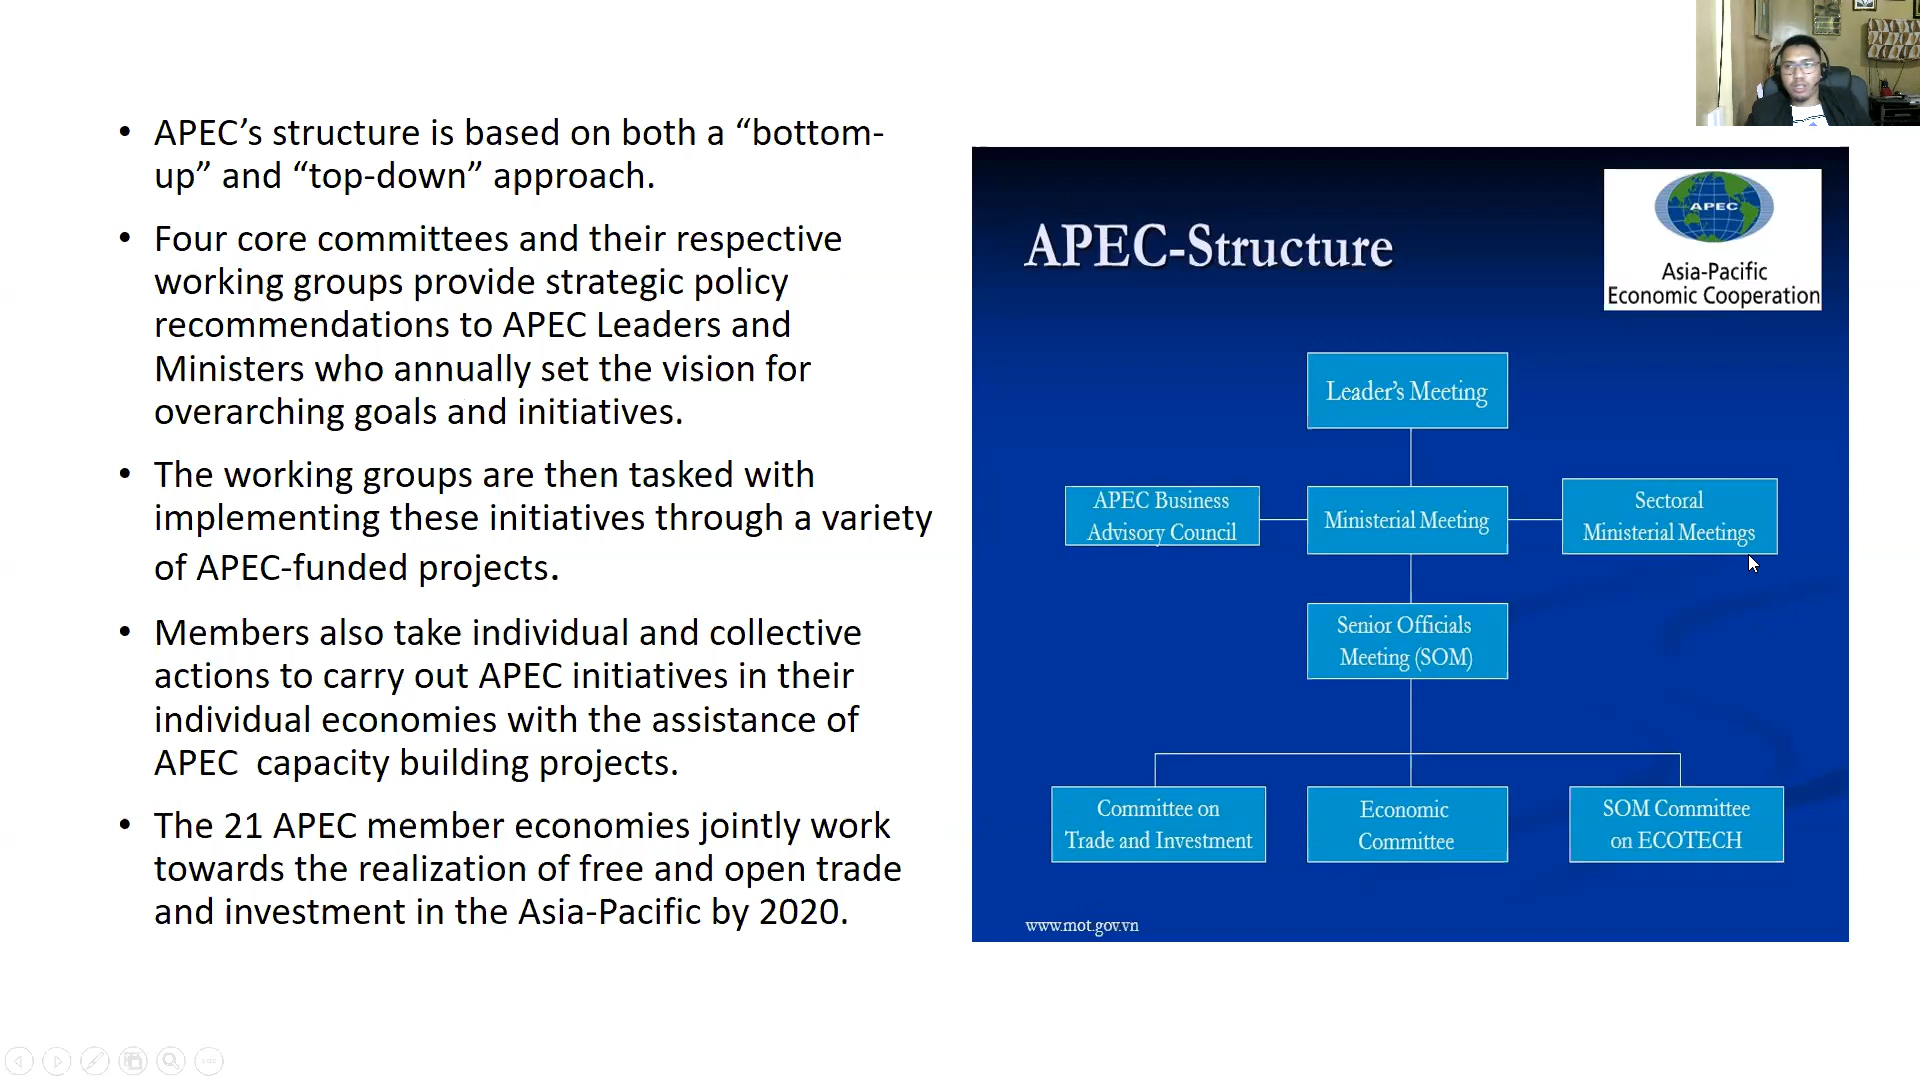 • APEC’s structure is based on both a “bottom-
up” and “top-down” approach.
• Four core committees and their respective
working groups provide strategic policy
recommendations to APEC Leaders and
Ministers who annually set the vision for
overarching goals and initiatives.
• The working groups are then tasked with
implementing these initiatives through a variety
of APEC-funded projects.
• Members also take individual and collective
actions to carry out APEC initiatives in their
individual economies with the assistance of
APEC  capacity building projects.
• The 21 APEC member economies jointly work
towards the realization of free and open trade
and investment in the Asia-Pacific by 2020.
APEC-Structure
APEC
Asia-Pacific
Economic Cooperation
Leader’s Meeting
APEC Business
Advisory Council
Ministerial Meeting
Sectoral
Ministerial Meetings
Senior Officials
Meeting (SOM)
Committee on
Trade and Investment
Economic
Committee
SOM Committee
on ECOTECH
www.mot.gov.vn